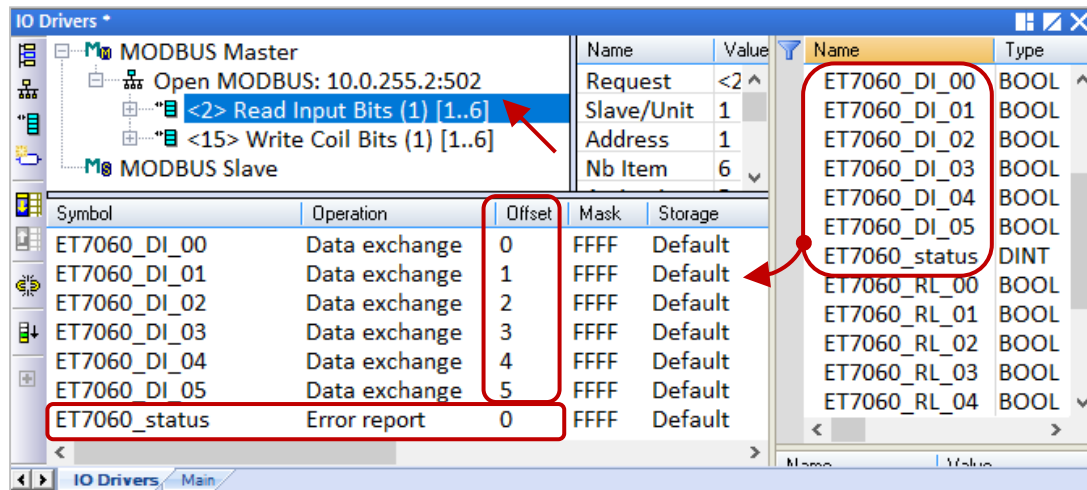 IO Drivers *
MODBUS Master
Open MODBUS: 10.0.255.2:502
<2> Read Input Bits (1) [1..6]
<15> Write Coil Bits (1) [1..6]
MODBUS Slave
Name Value
Request <2
Slave/Unit 1
Address 1
Nb Item 6
Name Type
ET7060_DI_00 BOOL
ET7060_DI_01 BOOL
ET7060_DI_02 BOOL
ET7060_DI_03 BOOL
ET7060_DI_04 BOOL
ET7060_DI_05 BOOL
ET7060_status DINT
ET7060_RL_00 BOOL
ET7060_RL_01 BOOL
ET7060_RL_02 BOOL
ET7060_RL_03 BOOL
ET7060_RL_04 BOOL
Symbol Operation Offset Mask Storage
ET7060_DI_00 Data exchange 0 FFFF Default
ET7060_DI_01 Data exchange 1 FFFF Default
ET7060_DI_02 Data exchange 2 FFFF Default
ET7060_DI_03 Data exchange 3 FFFF Default
ET7060_DI_04 Data exchange 4 FFFF Default
ET7060_DI_05 Data exchange 5 FFFF Default
ET7060_status Error report 0 FFFF Default
Name Value
IO Drivers Main